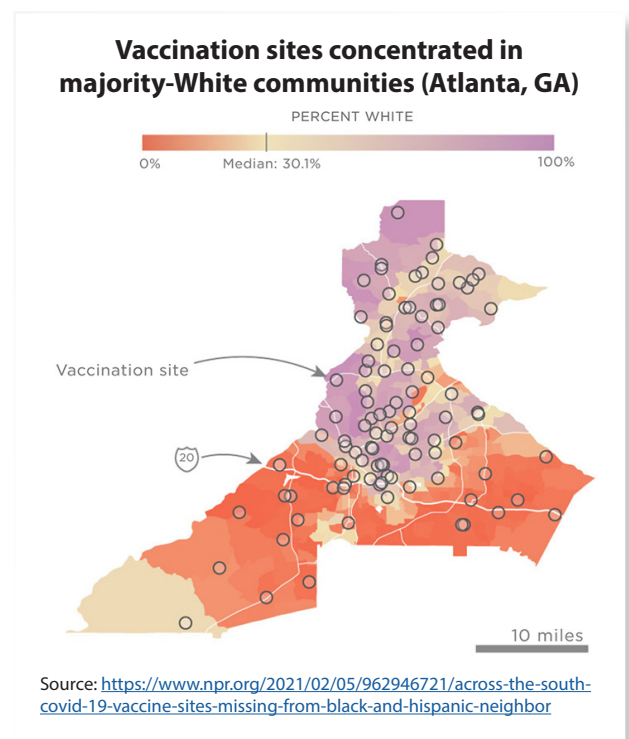 Vaccination sites concentrated in
majority-White communities (Atlanta, GA)
PERCENT WHITE
0%
Median: 30.1%
100%
Vaccination site
20
10 miles
Source: https://www.npr.org/2021/02/05/962946721/across-the-south-
covid-19-vaccine-sites-missing-from-black-and-hispanic-neighbor